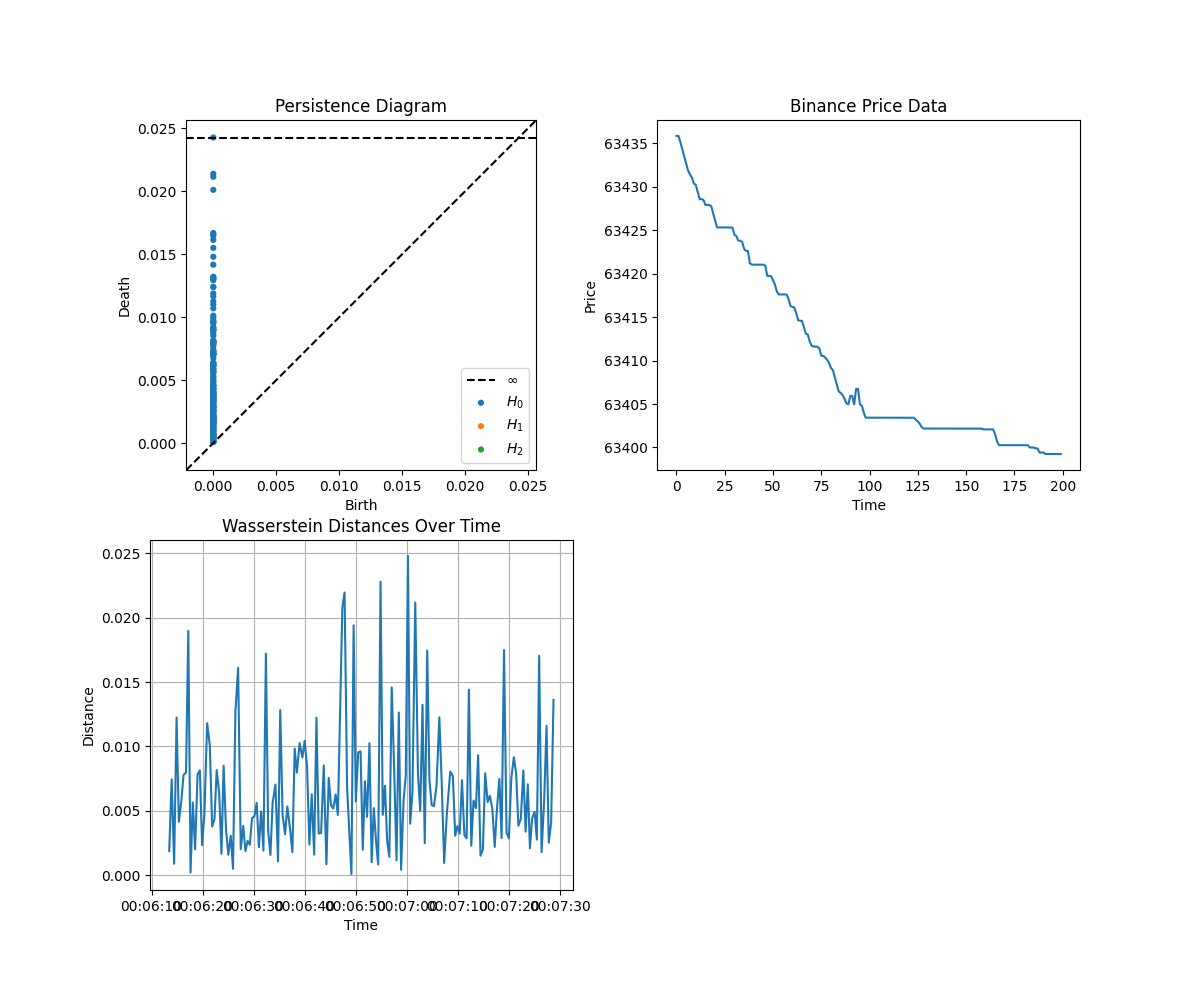 Persistence Diagram
0.025
0.020
0.015
0.010
0.005
0.000
Death
0.000 0.005 0.010 0.015 0.020 0.025
Birth
∞
H0
H1
H2
Binance Price Data
63435
63430
63425
63420
63415
63410
63405
63400
Price
0 25 50 75 100 125 150 175 200
Time
Wasserstein Distances Over Time
0.025
0.020
0.015
0.010
0.005
0.000
Distance
00:06:10 00:06:20 00:06:30 00:06:40 00:06:50 00:07:00 00:07:10 00:07:20 00:07:30
Time